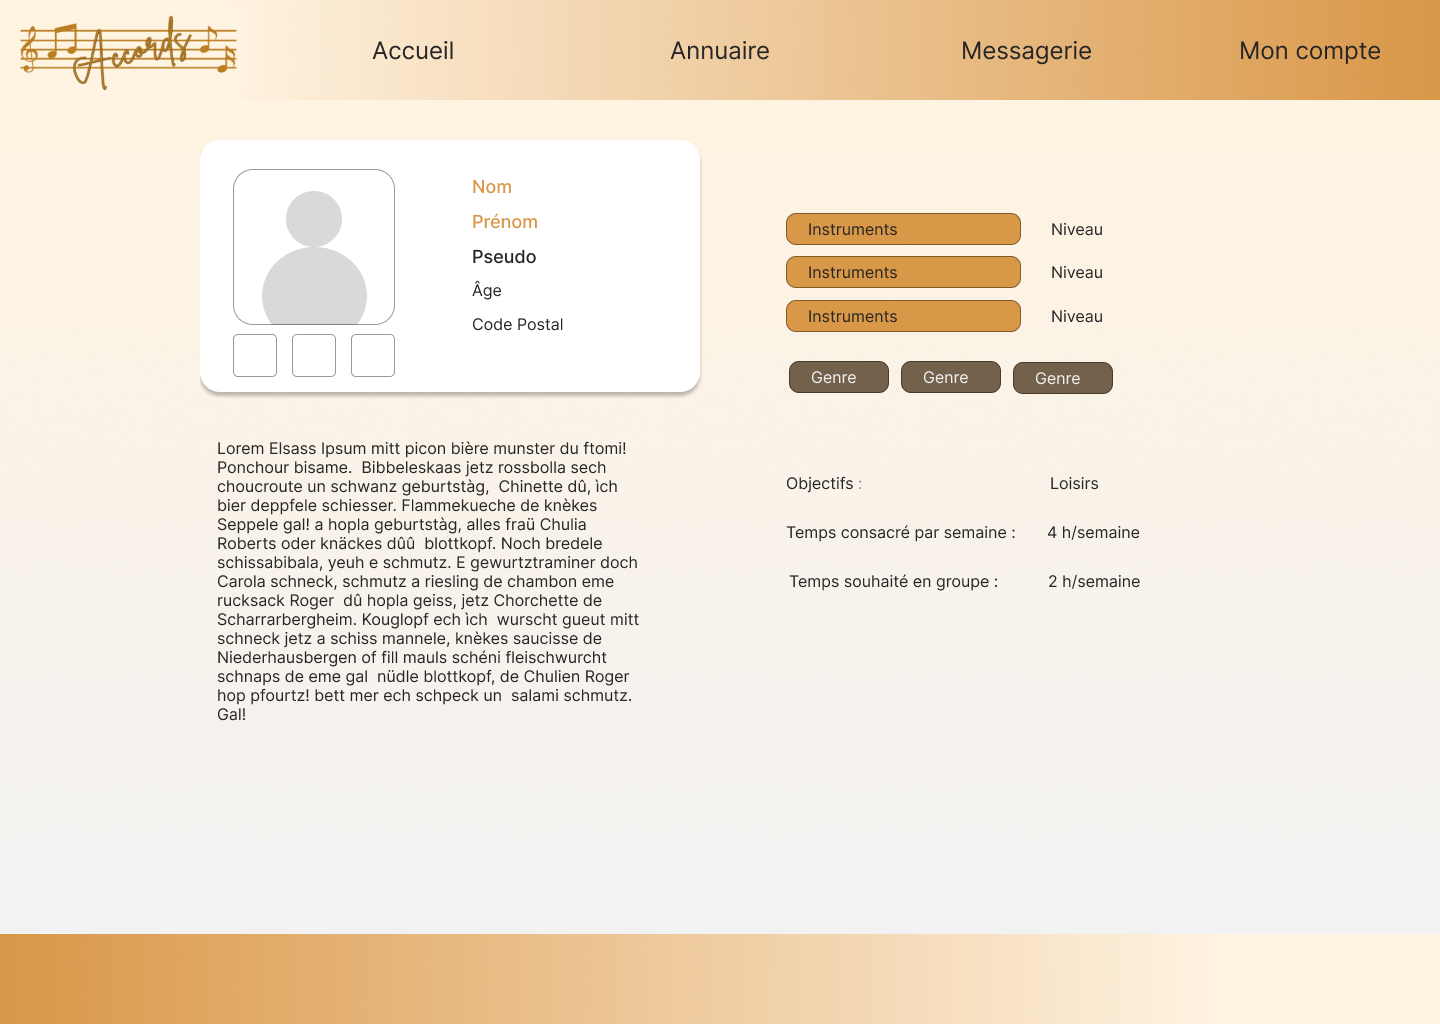 Accords
Accueil
Annuaire
Messagerie
Mon compte
Nom
Prénom
Pseudo
Âge
Code Postal
Instruments
Niveau
Instruments
Niveau
Instruments
Niveau
Genre
Genre
Genre
Lorem Elsass Ipsum mitt picon bière munster du ftomi!
Ponchour bisame.  Bibbeleskaas jetz rossbolla sech
choucroute un schwanz geburtstàg,  Chinette dû, ìch
bier deppfele schiesser. Flammekueche de knèkes
Seppele gal! a hopla geburtstàg, alles fraü Chulia
Roberts oder knäckes dûû  blottkopf. Noch bredele
schissabibala, yeuh e schmutz. E gewurtztraminer doch
Carola schneck, schmutz a riesling de chambon eme
rucksack Roger  dû hopla geiss, jetz Chorchette de
Scharrarbergheim. Kouglopf ech ìch  wurscht gueut mitt
schneck jetz a schiss mannele, knèkes saucisse de
Niederhausbergen of fill mauls schéni fleischwurcht
schnaps de eme gal  nüdle blottkopf, de Chulien Roger
hop pfourtz! bett mer ech schpeck un  salami schmutz.
Gal!
Objectifs :
Loisirs
Temps consacré par semaine :
4 h/semaine
Temps souhaité en groupe :
2 h/semaine